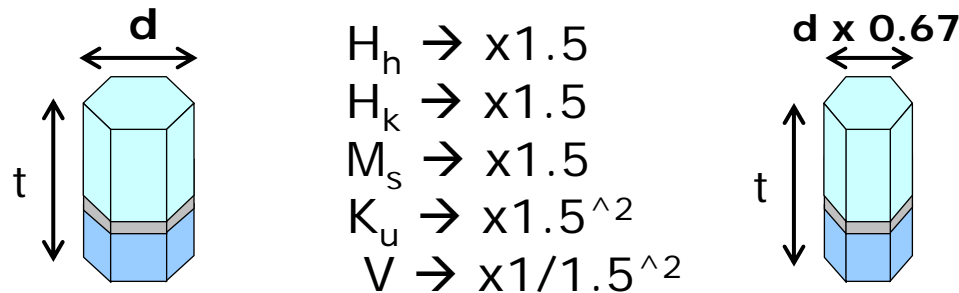 d
t
H_h → x1.5
H_k → x1.5
M_s → x1.5
K_u → x1.5^2
V → x1/1.5^2
d x 0.67
t